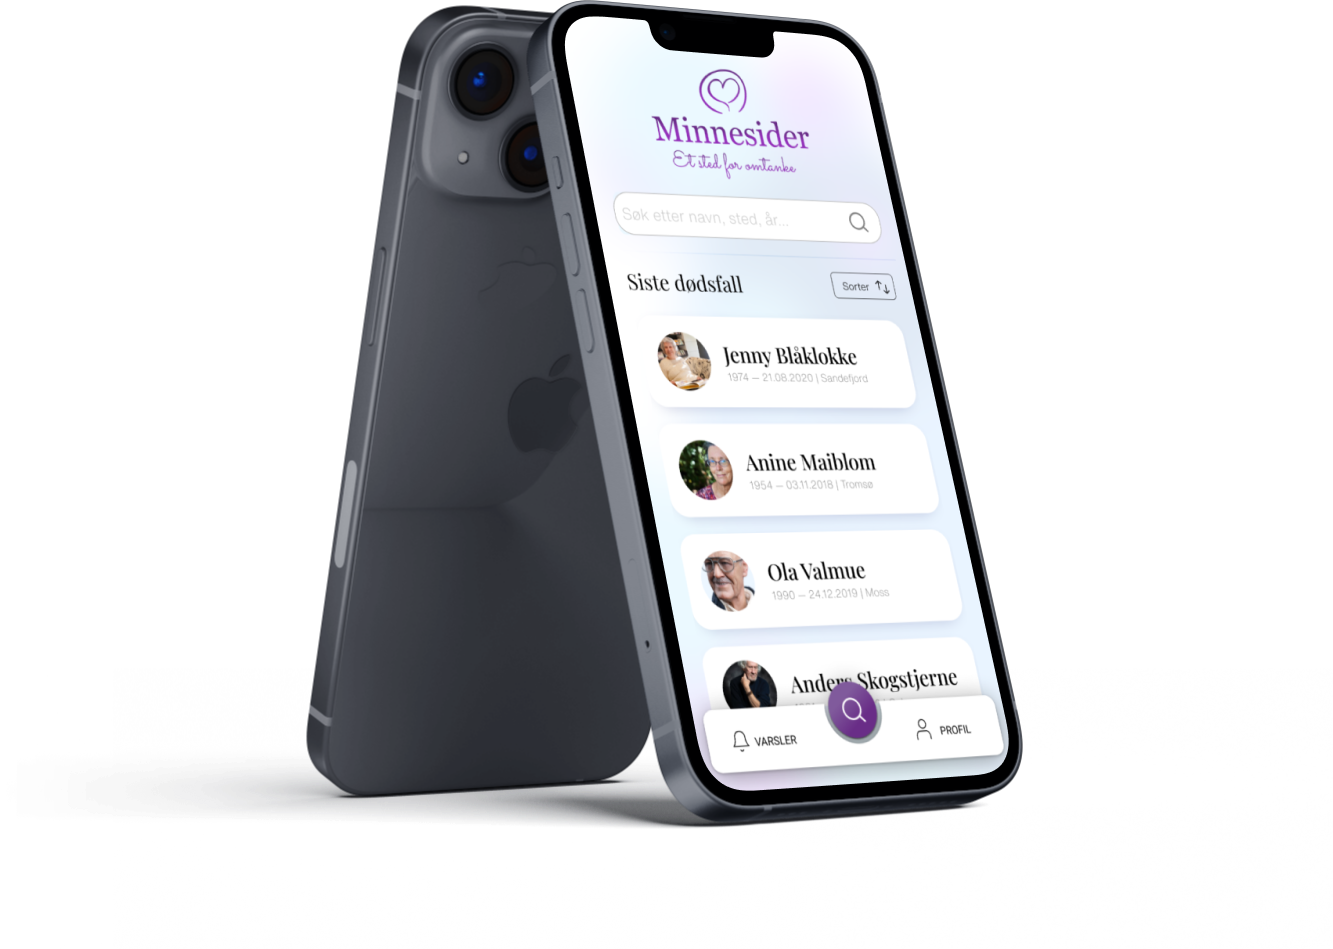 Minnesider
Et sted for omtanke
Søk etter navn, sted, år...
Siste dødsfall
Sorter
Jenny Blåklokke
1974 – 21.08.2020 | Sandefjord
Anine Maiblom
1954 – 03.11.2018 | Tromsø
Ola Valmue
1990 – 24.12.2019 | Moss
Anders Skogstjerne
VARSLER
PROFIL